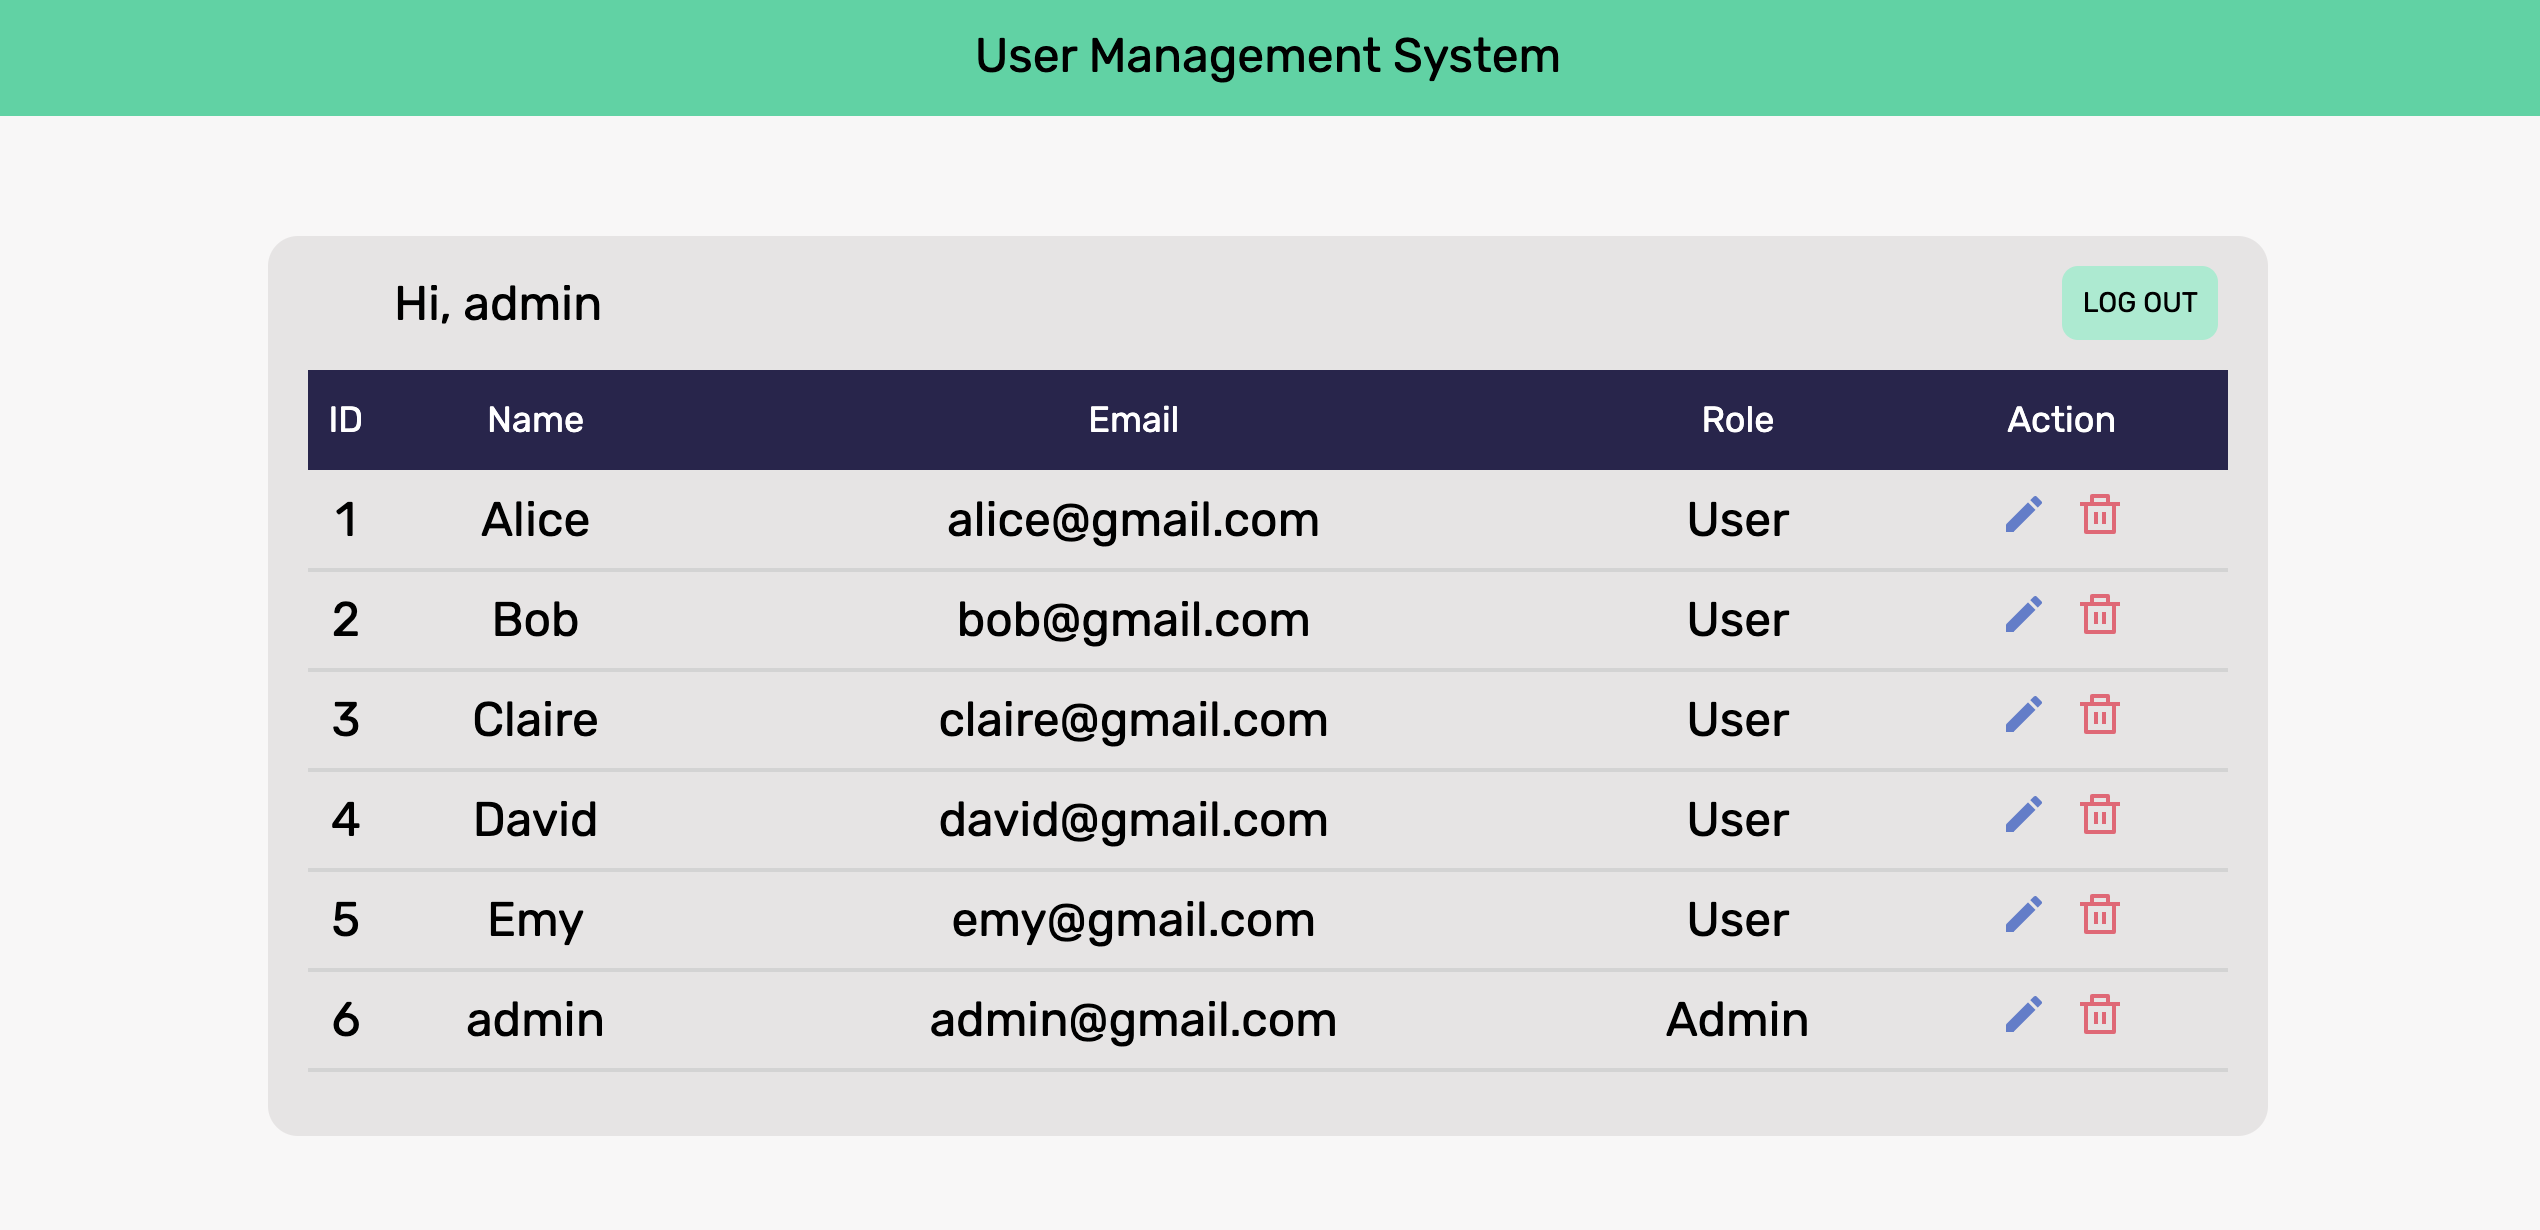 User Management System
Hi, admin
LOG OUT
ID Name Email Role Action
1 Alice alice@gmail.com User
2 Bob bob@gmail.com User
3 Claire claire@gmail.com User
4 David david@gmail.com User
5 Emy emy@gmail.com User
6 admin admin@gmail.com Admin